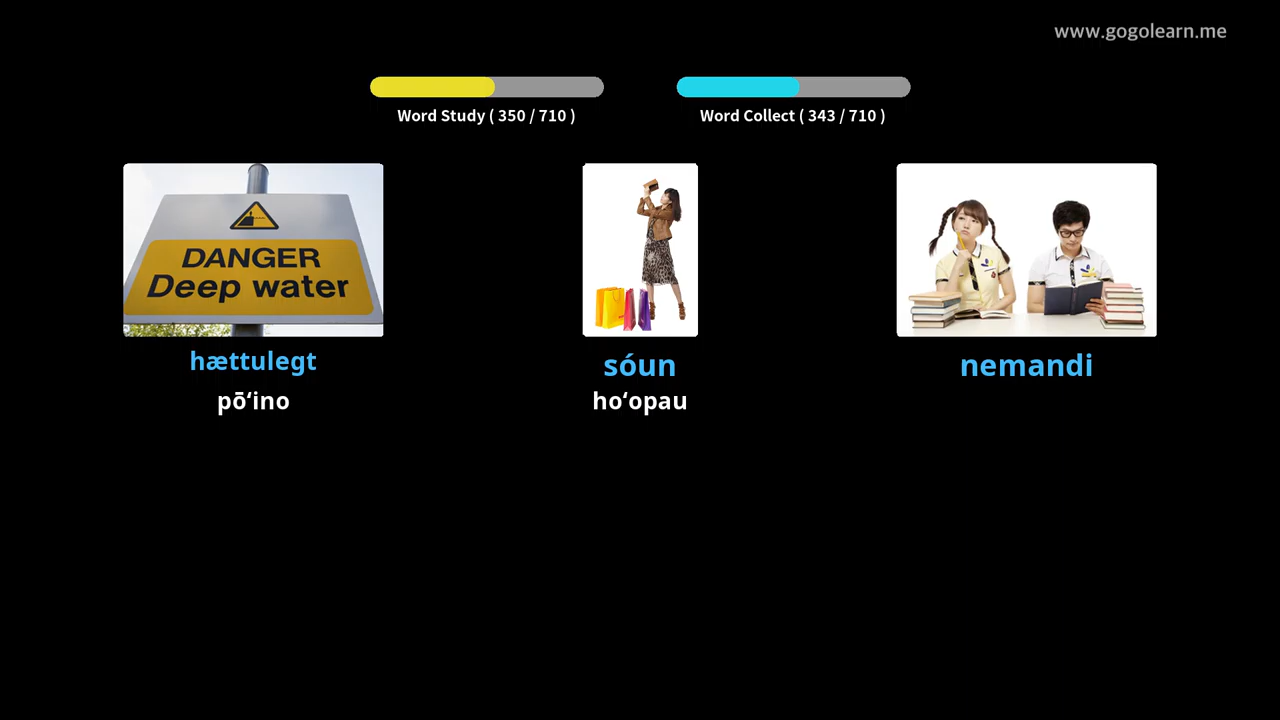 www.gogolearn.me
Word Study ( 350 / 710 )
Word Collect ( 343 / 710 )
DANGER
Deep water
hættulegt
sóun
nemandi
pōʻino
hoʻopau